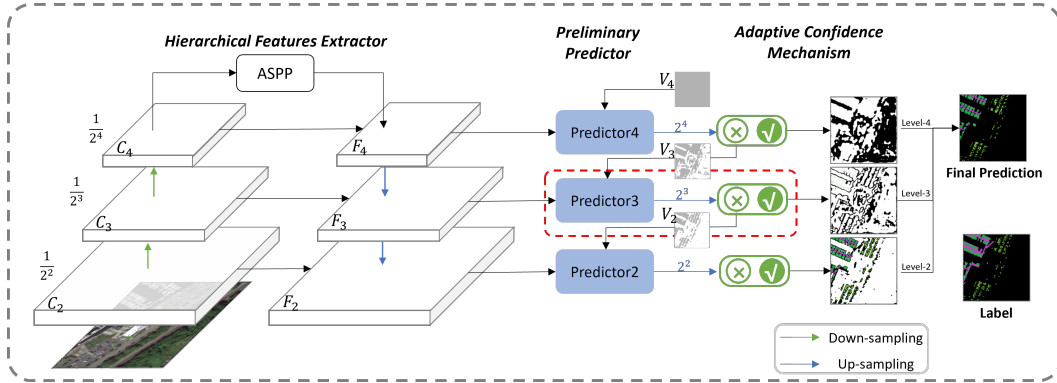 Hierarchical Features Extractor
Preliminary
Predictor
Adaptive Confidence
Mechanism
ASPP
1/2⁴
C₄
F₄
1/2³
C₃
F₃
1/2²
C₂
F₂
V₄
Predictor4
2⁴
V₃
Predictor3
2³
V₂
Predictor2
2²
Level-4
Level-3
Level-2
Final Prediction
Label
Down-sampling
Up-sampling